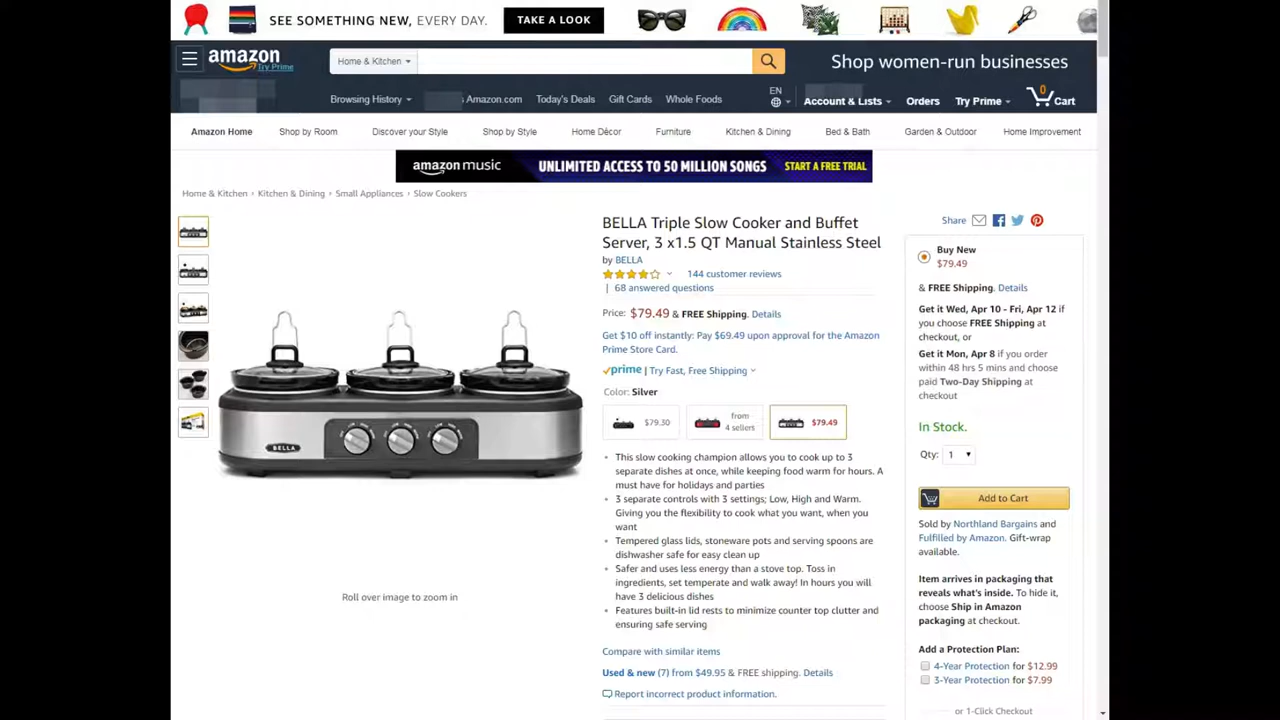 SEE SOMETHING NEW, EVERY DAY. TAKE A LOOK
amazon
Try Prime
Home & Kitchen
Shop women-run businesses
Browsing History
Amazon.com
Today's Deals
Gift Cards
Whole Foods
EN
Account & Lists
Orders
Try Prime
0
Cart
Amazon Home
Shop by Room
Discover your Style
Shop by Style
Home Décor
Furniture
Kitchen & Dining
Bed & Bath
Garden & Outdoor
Home Improvement
amazon music UNLIMITED ACCESS TO 50 MILLION SONGS START A FREE TRIAL
Home & Kitchen › Kitchen & Dining › Small Appliances › Slow Cookers
BELLA
Roll over image to zoom in
BELLA Triple Slow Cooker and Buffet
Server, 3 x1.5 QT Manual Stainless Steel
by BELLA
144 customer reviews
| 68 answered questions
Price: $79.49 & FREE Shipping. Details
Get $10 off instantly: Pay $69.49 upon approval for the Amazon
Prime Store Card.
prime | Try Fast, Free Shipping
Color: Silver
$79.30
from
4 sellers
$79.49
• This slow cooking champion allows you to cook up to 3
separate dishes at once, while keeping food warm for hours. A
must have for holidays and parties
• 3 separate controls with 3 settings; Low, High and Warm.
Giving you the flexibility to cook what you want, when you
want
• Tempered glass lids, stoneware pots and serving spoons are
dishwasher safe for easy clean up
• Safer and uses less energy than a stove top. Toss in
ingredients, set temperate and walk away! In hours you will
have 3 delicious dishes
• Features built-in lid rests to minimize counter top clutter and
ensuring safe serving
Compare with similar items
Used & new (7) from $49.95 & FREE shipping. Details
Report incorrect product information.
Share
Buy New
$79.49
& FREE Shipping. Details
Get it Wed, Apr 10 - Fri, Apr 12 if
you choose FREE Shipping at
checkout, or
Get it Mon, Apr 8 if you order
within 48 hrs 5 mins and choose
paid Two-Day Shipping at
checkout
In Stock.
Qty: 1
Add to Cart
Sold by Northland Bargains and
Fulfilled by Amazon. Gift-wrap
available.
Item arrives in packaging that
reveals what's inside. To hide it,
choose Ship in Amazon
packaging at checkout.
Add a Protection Plan:
4-Year Protection for $12.99
3-Year Protection for $7.99
or 1-Click Checkout